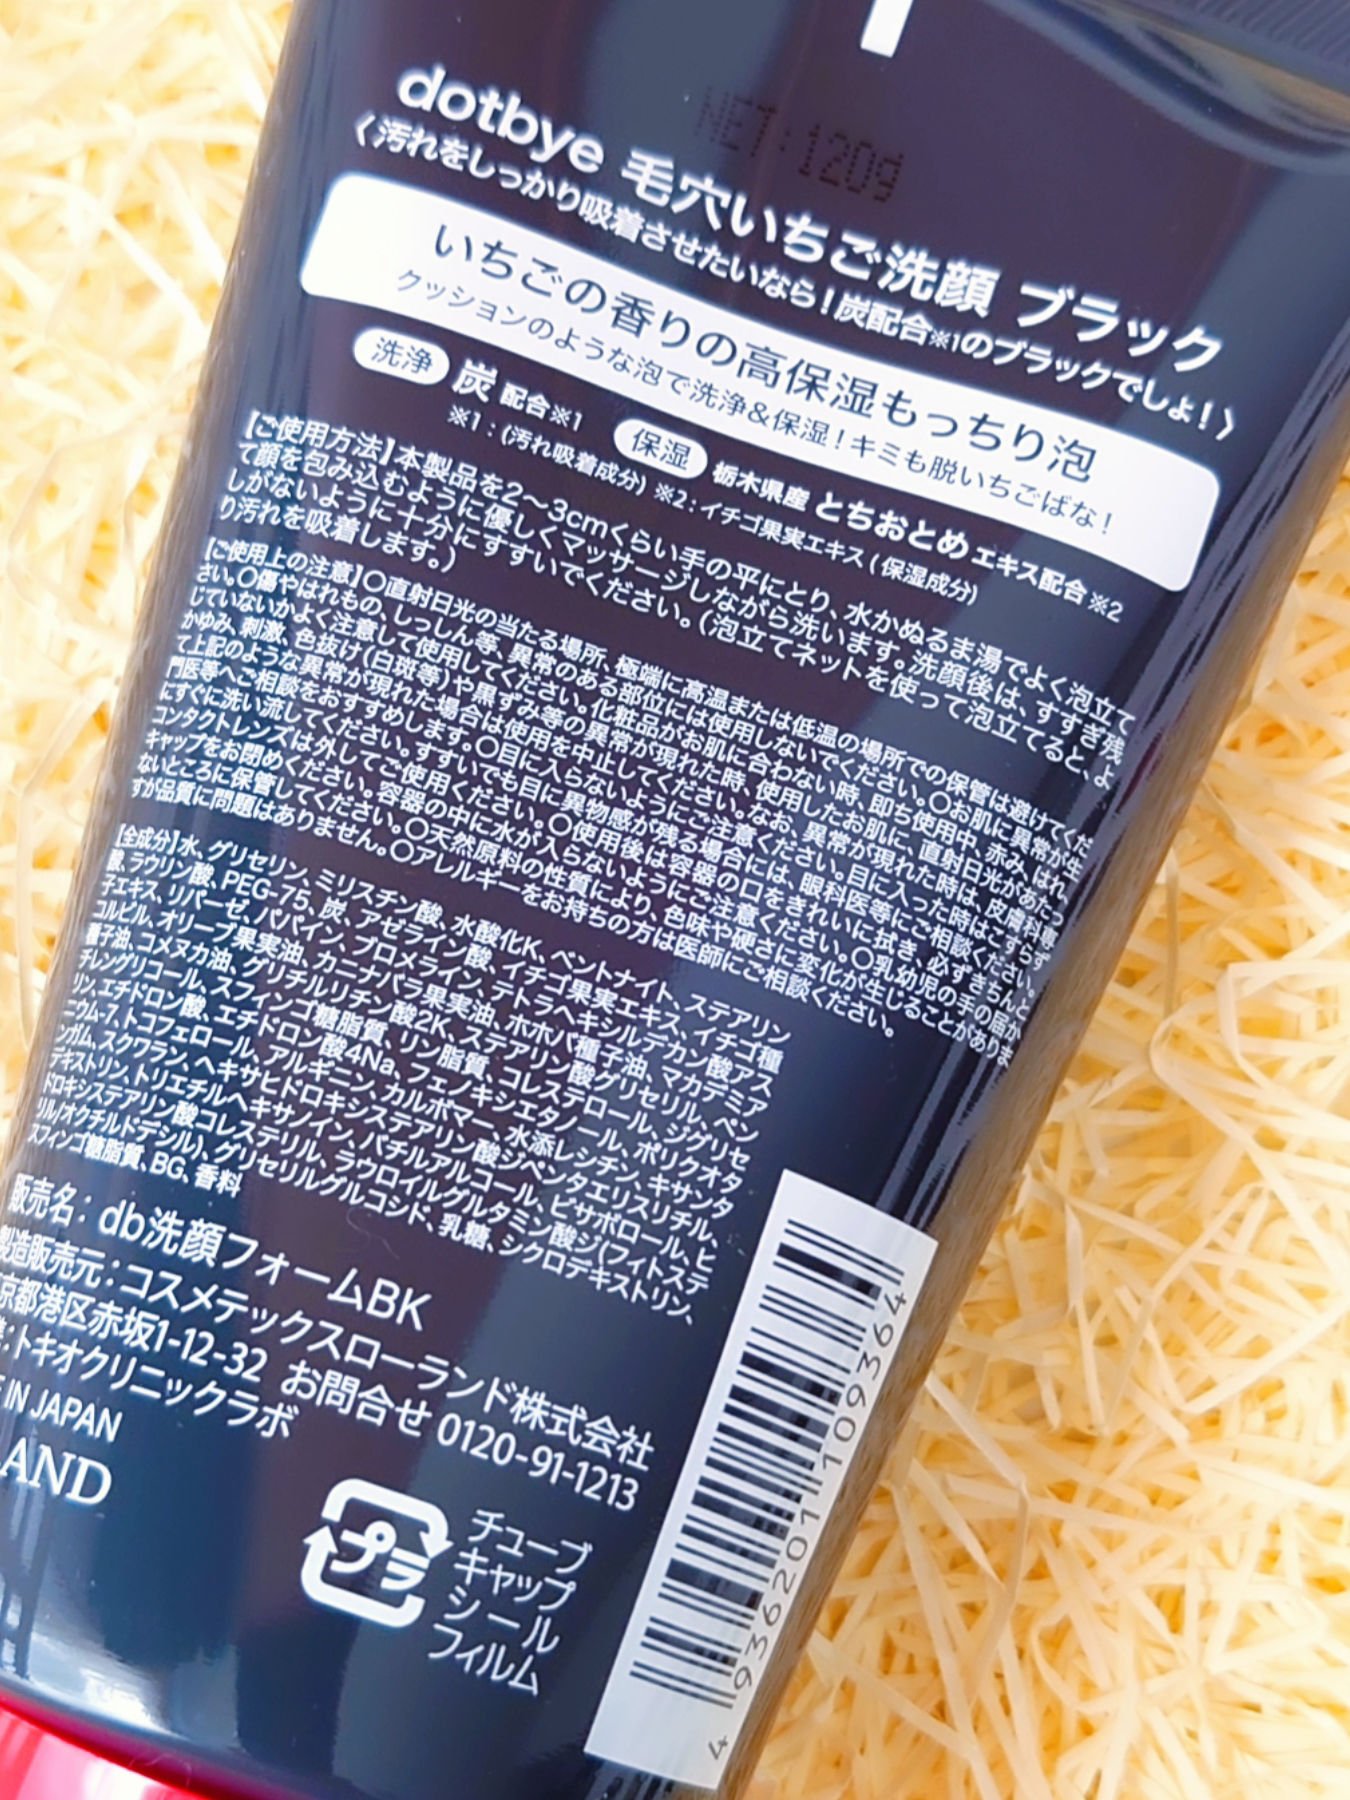 NET:120g
dotbye 毛穴いちご洗顔 ブラック
〈汚れをしっかり吸着させたいなら！炭配合※1のブラックでしょ！〉
いちごの香りの高保湿もっちり泡
クッションのような泡で洗浄&保湿！キミも脱いちごばな！
洗浄 炭 配合※1 保湿 栃木県産 とちおとめ エキス配合 ※2
※1：(汚れ吸着成分) ※2：イチゴ果実エキス (保湿成分)
【ご使用方法】本製品を2〜3cmくらい手の平にとり、水かぬるま湯でよく泡立て
て顔を包み込むように優しくマッサージしながら洗います。洗顔後は、すすぎ残
しがないように十分にすすいでください。(泡立てネットを使って泡立てると、よ
り汚れを吸着します。)
【ご使用上の注意】〇直射日光の当たる場所、極端に高温または低温の場所での保管は避けてくだ
さい。〇傷やはれもの、しっしん等、異常のある部位には使用しないでください。〇お肌に異常が生
じていないかよく注意して使用してください。化粧品がお肌に合わない時、即ち使用中、赤み、はれ、
かゆみ、刺激、色抜け(白斑等)や黒ずみ等の異常が現れた時、使用したお肌に、直射日光があたっ
て上記のような異常が現れた場合は使用を中止してください。なお、異常が現れた時は、皮膚科専
門医等へご相談をおすすめします。〇目に入らないようにご注意ください。目に入った時はこすらず
にすぐに洗い流してください。すすいでも目に異物感が残る場合には、眼科医等にご相談ください。
コンタクトレンズは外してご使用ください。〇使用後は容器の口をきれいに拭き、必ずきちんと
キャップをお閉めください。容器の中に水が入らないようにご注意ください。〇乳幼児の手の届か
ないところに保管してください。〇天然原料の性質により、色味や硬さに変化が生じることがありま
すが品質に問題はありません。〇アレルギーをお持ちの方は医師にご相談ください。
【全成分】水、グリセリン、ミリスチン酸、水酸化K、ベントナイト、ステアリン
酸、ラウリン酸、PEG-75、炭、アゼライン酸、イチゴ果実エキス、イチゴ種
子エキス、リパーゼ、パパイン、ブロメライン、テトラヘキシルデカン酸アス
コルビル、オリーブ果実油、カニナバラ果実油、ホホバ種子油、マカデミア
種子油、コメヌカ油、グリチルリチン酸2K、ステアリン酸グリセリル、ペン
チレングリコール、スフィンゴ糖脂質、リン脂質、コレステロール、ジグリセ
リン、エチドロン酸、エチドロン酸4Na、フェノキシエタノール、ポリクオタ
ニウム-7、トコフェロール、アルギニン、カルボマー、水添レシチン、キサンタ
ンガム、スクワラン、ヘキサヒドロキシステアリン酸ジペンタエリスリチル、
デキストリン、トリエチルヘキサノイン、バチルアルコール、ビサボロール、ヒ
ドロキシステアリン酸コレステリル、ラウロイルグルタミン酸ジ(フィトステ
リル/オクチルドデシル)、グリセリルグルコシド、乳糖、シクロデキストリン、
スフィンゴ糖脂質、BG、香料
販売名：db洗顔フォームBK
製造販売元：コスメテックスローランド株式会社
京都港区赤坂1-12-32 お問合せ 0120-91-1213
：トキオクリニックラボ
IN JAPAN
AND
プラ
チューブ
キャップ
シール
フィルム
4 936201 109364